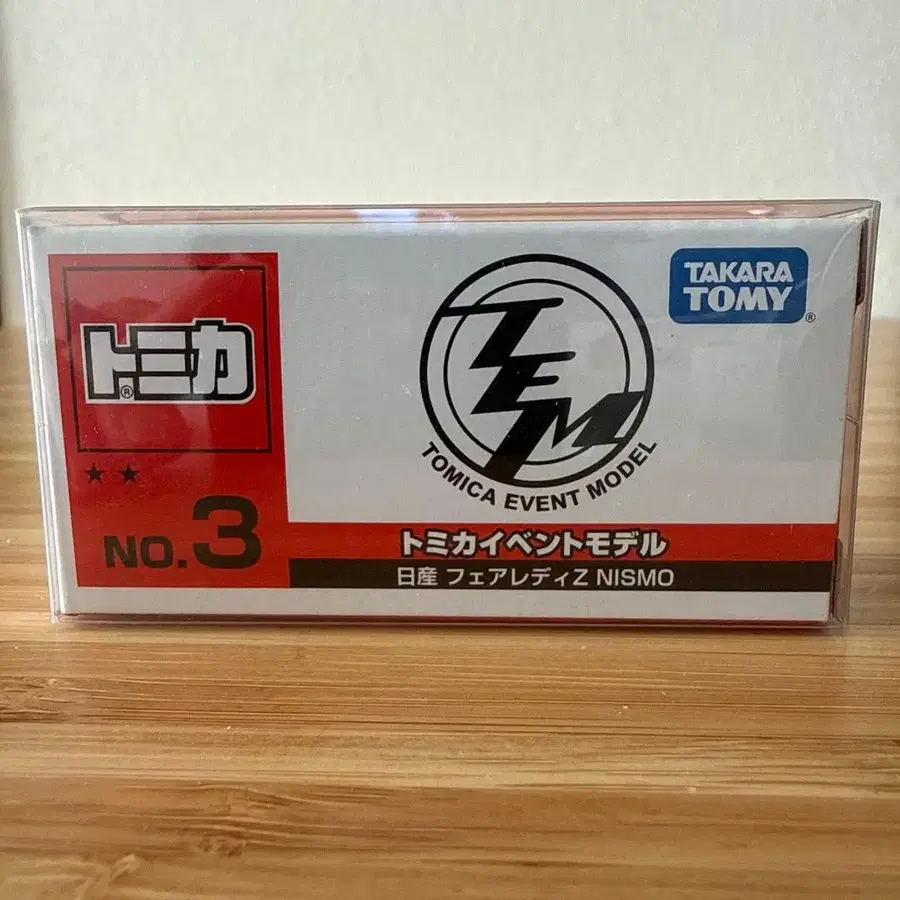 トミカ®
★★
NO.3
TEM
TOMICA EVENT MODEL
TAKARA
TOMY®
トミカイベントモデル
日産 フェアレディZ NISMO